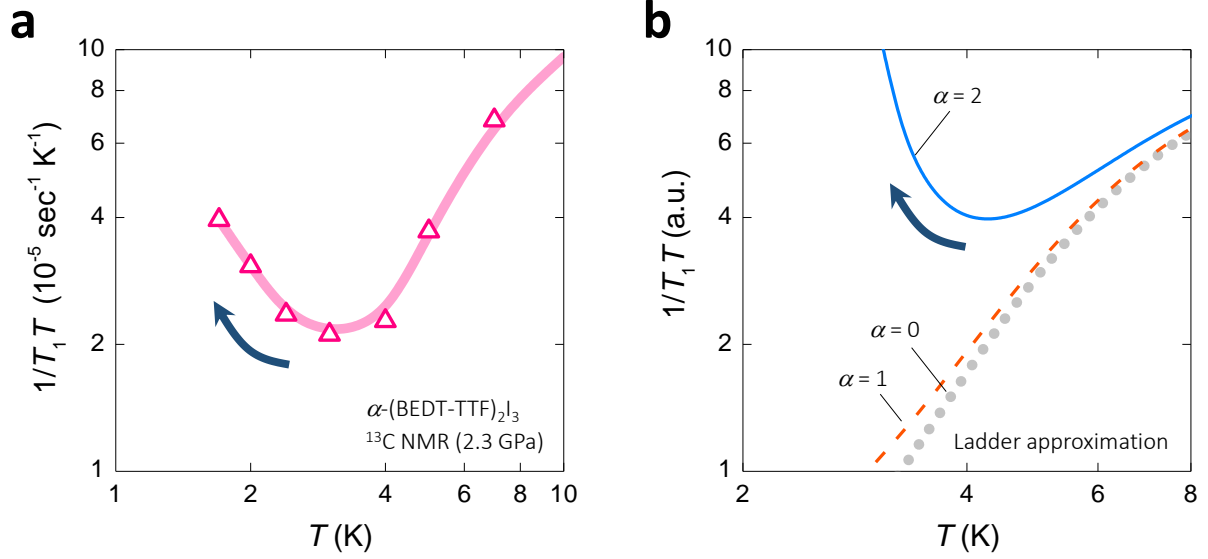 a
10
8
6
4
2
1
1/T₁ T (10⁻⁵ sec⁻¹ K⁻¹)
α-(BEDT-TTF)₂I₃
¹³C NMR (2.3 GPa)
1 2 4 6 8 10
T (K)
b
10
8
6
4
2
1
1/T₁T (a.u.)
α = 2
α = 0
α = 1
Ladder approximation
2 4 6 8
T (K)